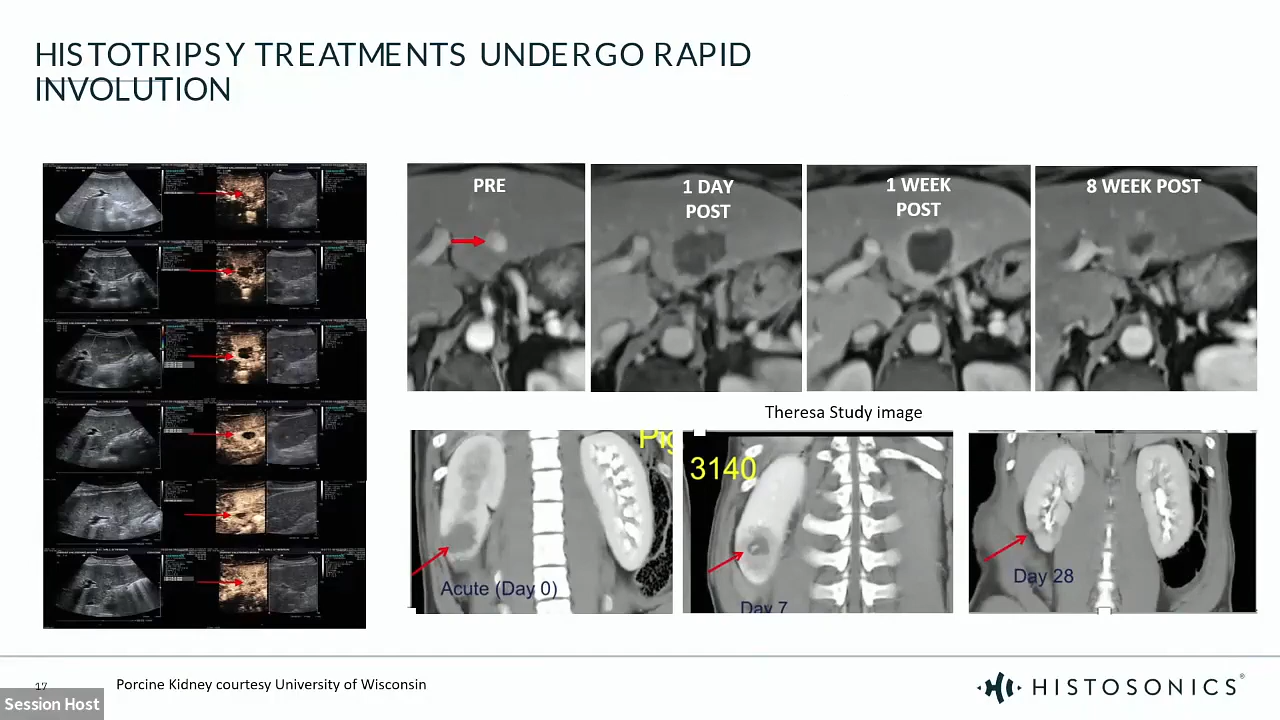 HISTOTRIPSY TREATMENTS UNDERGO RAPID
INVOLUTION
PRE
1 DAY
POST
1 WEEK
POST
8 WEEK POST
Theresa Study image
Pig
3140
Acute (Day 0)
Day 7
Day 28
17
Porcine Kidney courtesy University of Wisconsin
HISTOSONICS®
Session Host